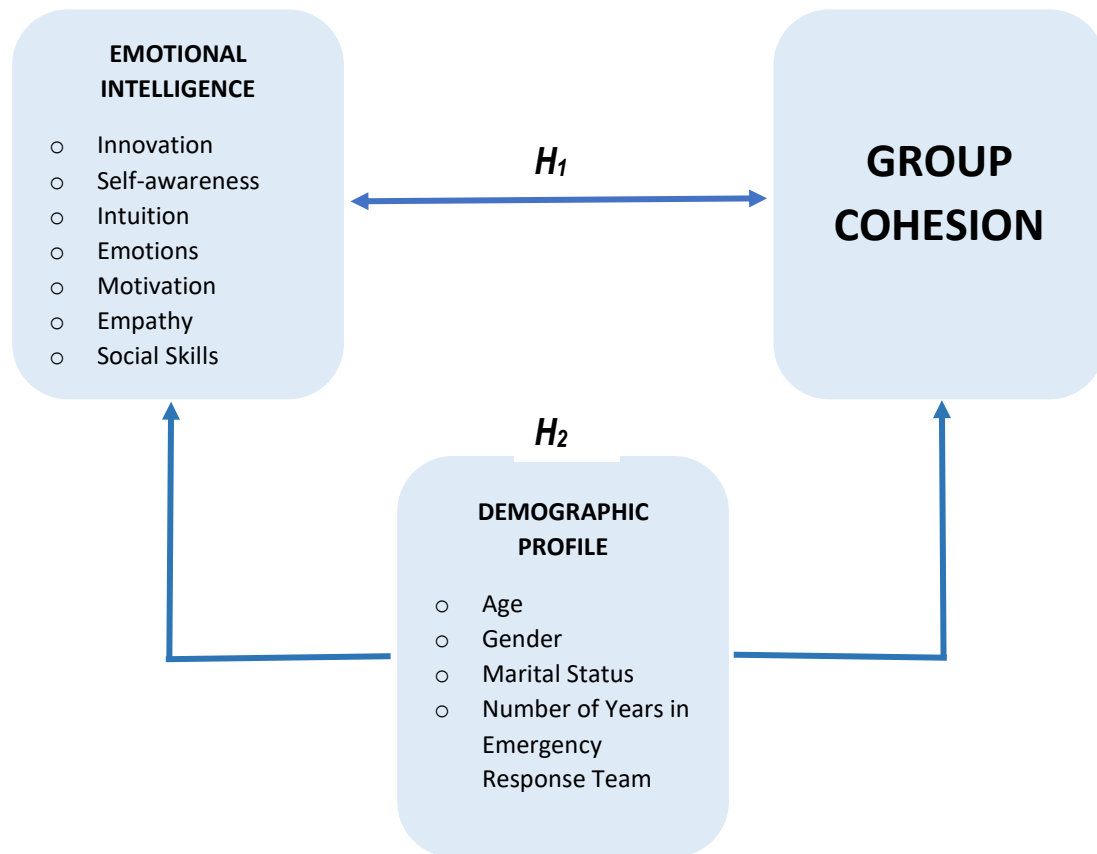 EMOTIONAL
INTELLIGENCE
o Innovation
o Self-awareness
o Intuition
o Emotions
o Motivation
o Empathy
o Social Skills
H1
GROUP
COHESION
H2
DEMOGRAPHIC
PROFILE
o Age
o Gender
o Marital Status
o Number of Years in
Emergency
Response Team